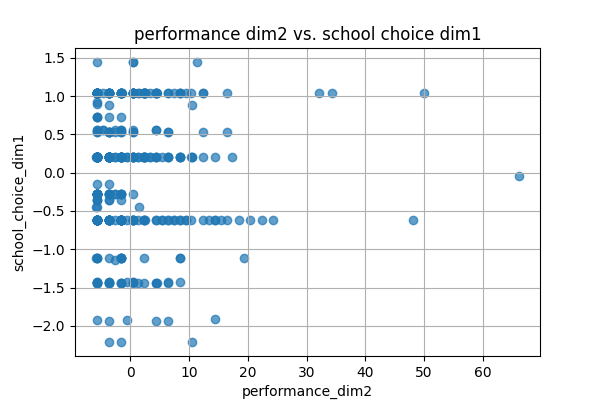 performance dim2 vs. school choice dim1
school_choice_dim1
1.5
1.0
0.5
0.0
−0.5
−1.0
−1.5
−2.0
0 10 20 30 40 50 60
performance_dim2